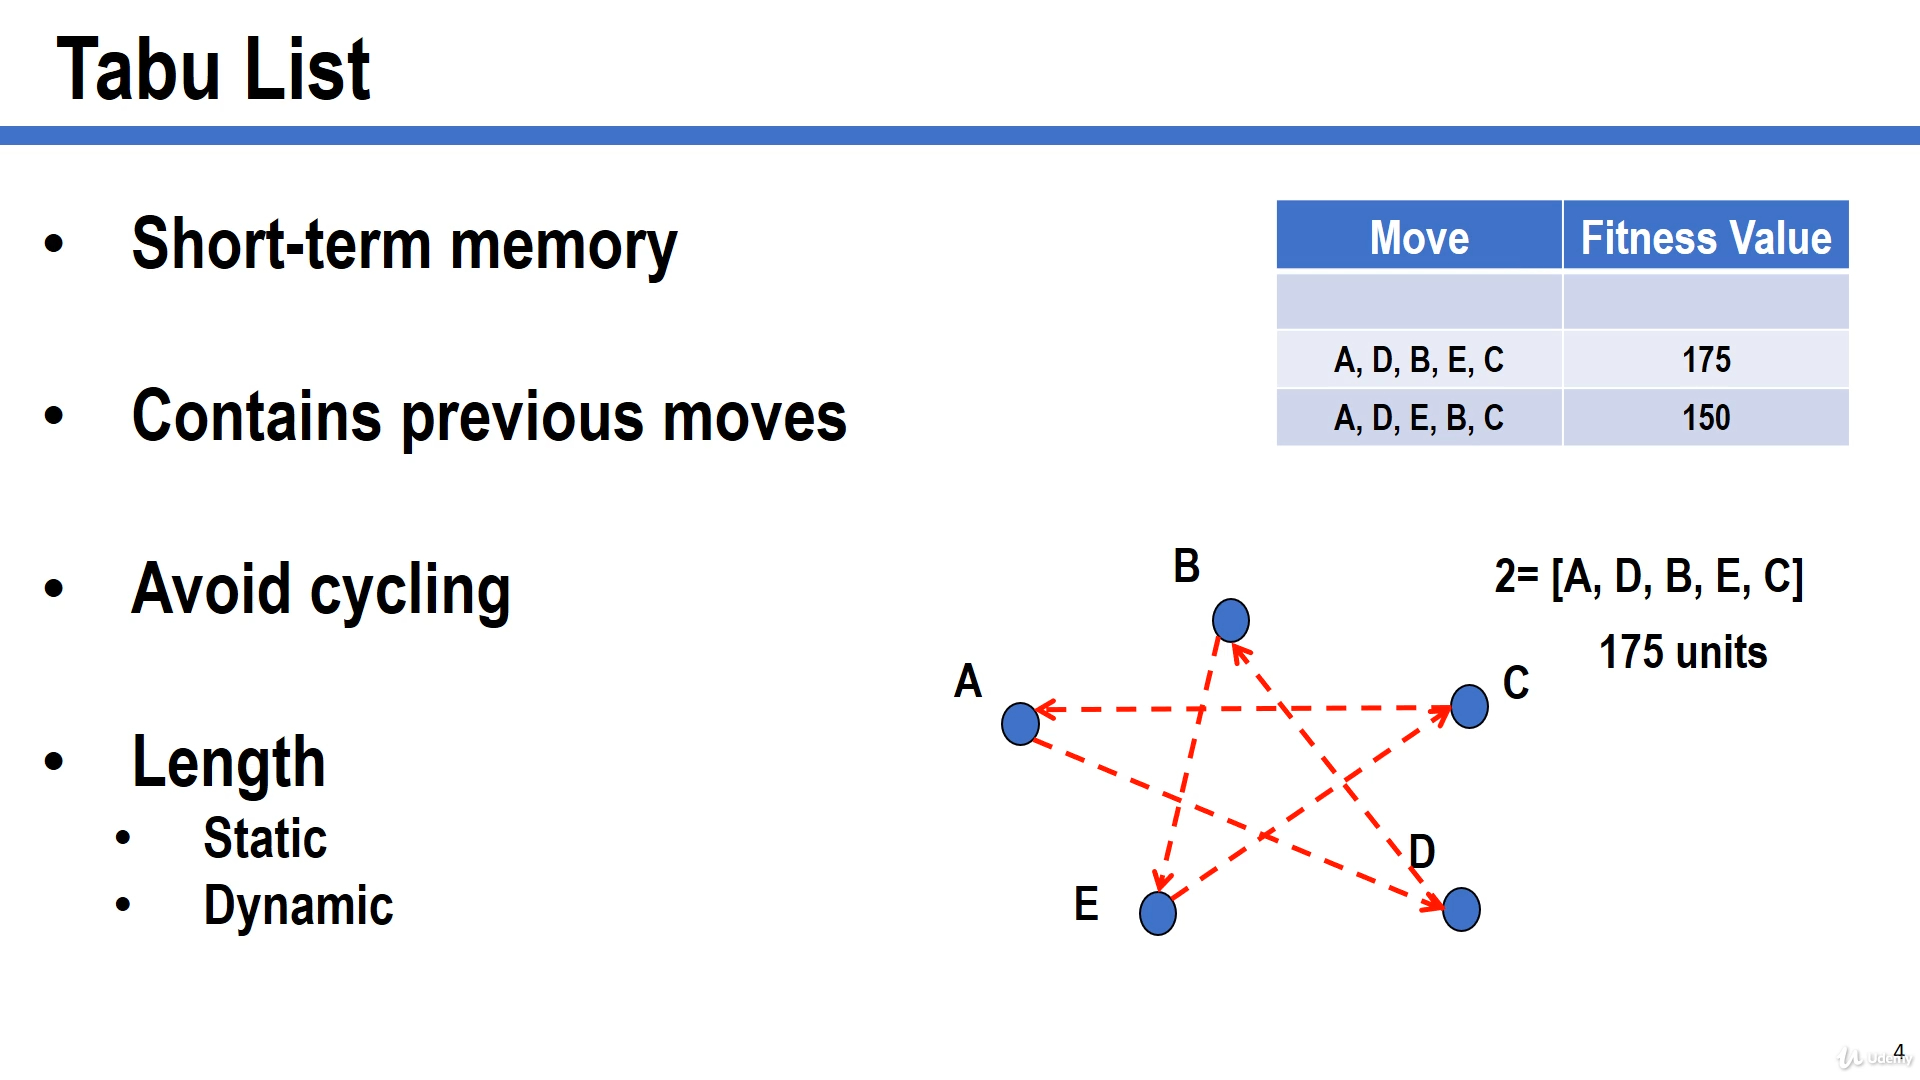 Tabu List
• Short-term memory
• Contains previous moves
• Avoid cycling
• Length
• Static
• Dynamic
Move Fitness Value
A, D, B, E, C 175
A, D, E, B, C 150
2= [A, D, B, E, C]
175 units
B
A
C
D
E
4
Udemy